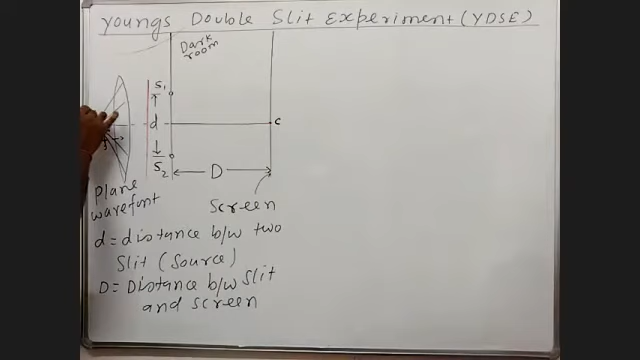 Youngs Double Slit Experiment (YDSE)
Dark
room
S1
d
S2
C
D
Plane
wavefont
Screen
d = distance b/w two
Slit (Source)
D = Distance b/w Slit
and screen